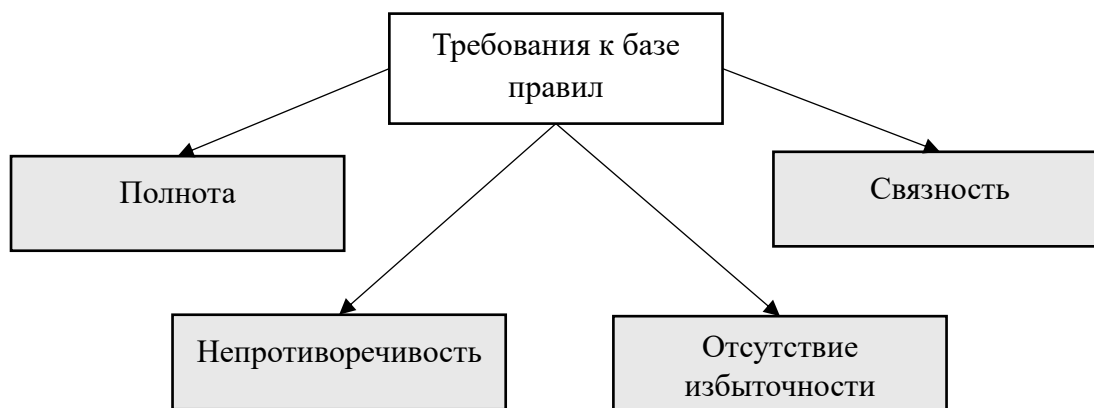 Требования к базе
правил
Полнота
Связность
Непротиворечивость
Отсутствие
избыточности